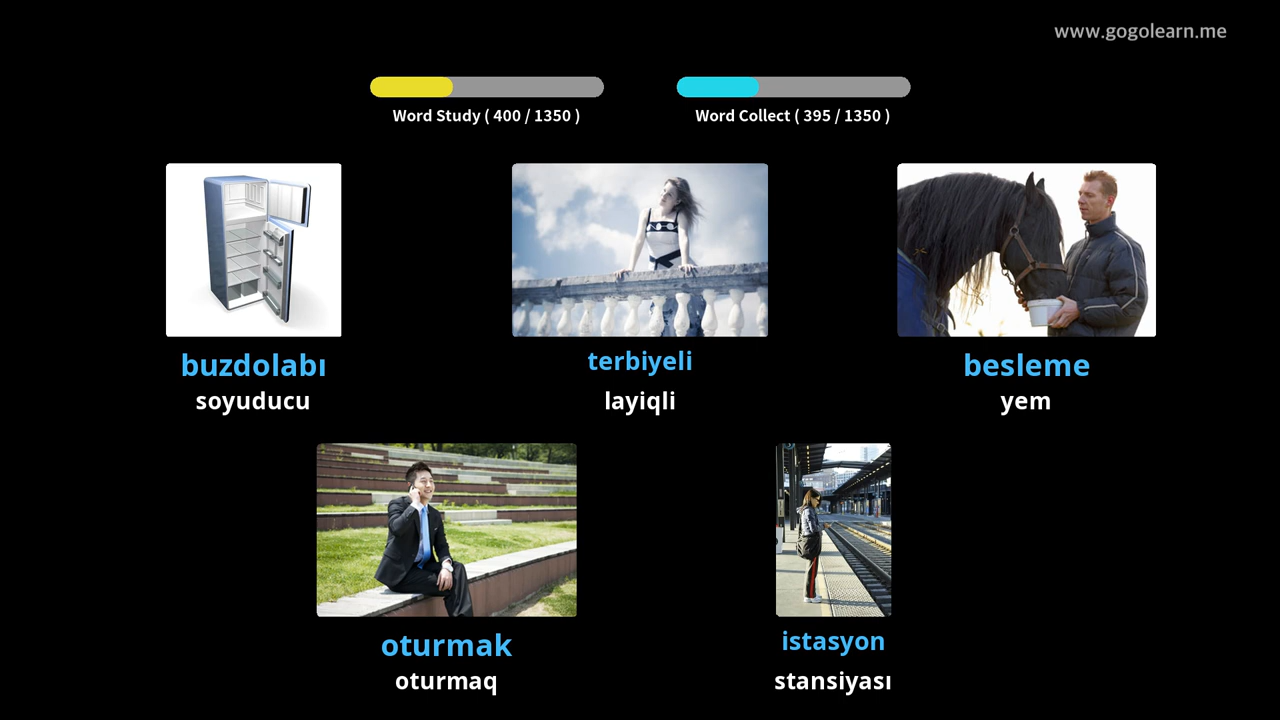 www.gogolearn.me
Word Study ( 400 / 1350 )
Word Collect ( 395 / 1350 )
buzdolabı
soyuducu
terbiyeli
layiqli
besleme
yem
oturmak
oturmaq
istasyon
stansiyası